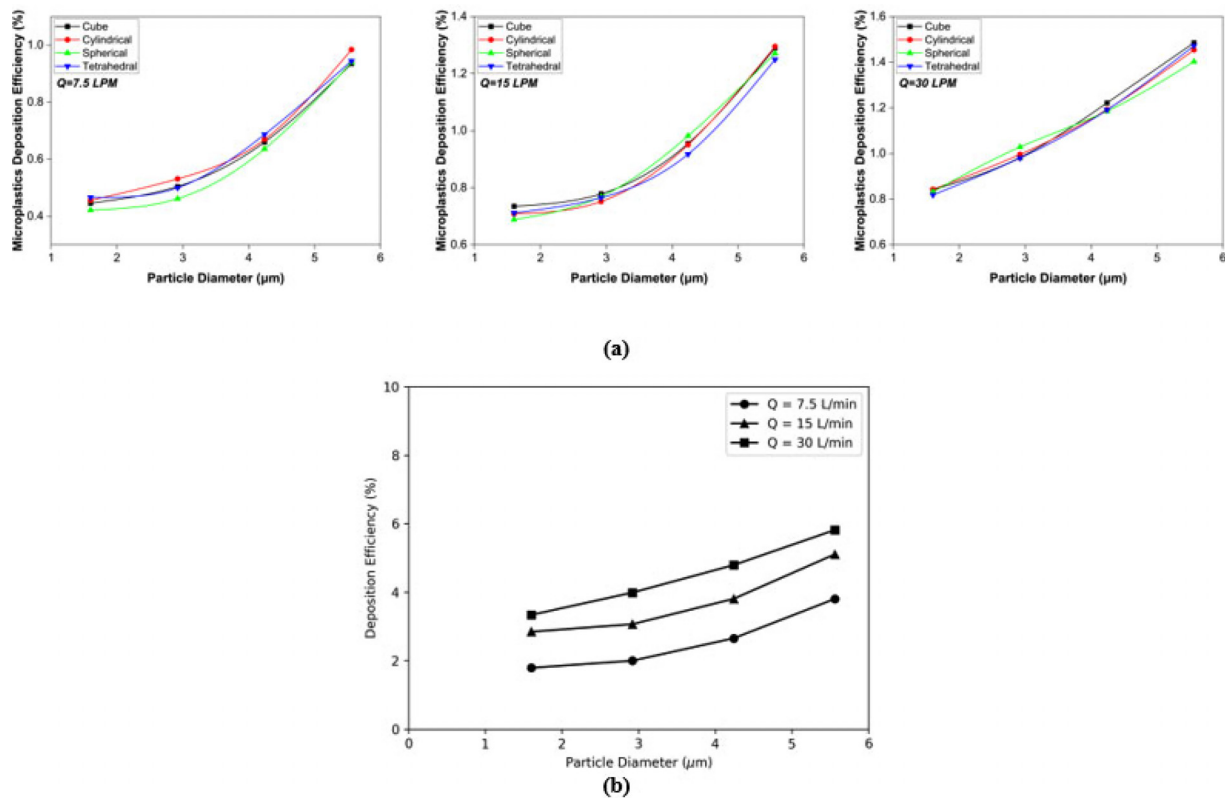 Microplastics Deposition Efficiency (%)
1.0
0.8
0.6
0.4
Cube
Cylindrical
Spherical
Tetrahedral
Q=7.5 LPM
1 2 3 4 5 6
Particle Diameter (μm)
Microplastics Deposition Efficiency (%)
1.4
1.2
1.0
0.8
0.6
Cube
Cylindrical
Spherical
Tetrahedral
Q=15 LPM
1 2 3 4 5 6
Particle Diameter (μm)
Microplastics Deposition Efficiency (%)
1.6
1.4
1.2
1.0
0.8
0.6
Cube
Cylindrical
Spherical
Tetrahedral
Q=30 LPM
1 2 3 4 5 6
Particle Diameter (μm)
(a)
Deposition Efficiency (%)
10
8
6
4
2
0
Q = 7.5 L/min
Q = 15 L/min
Q = 30 L/min
0 1 2 3 4 5 6
Particle Diameter (μm)
(b)